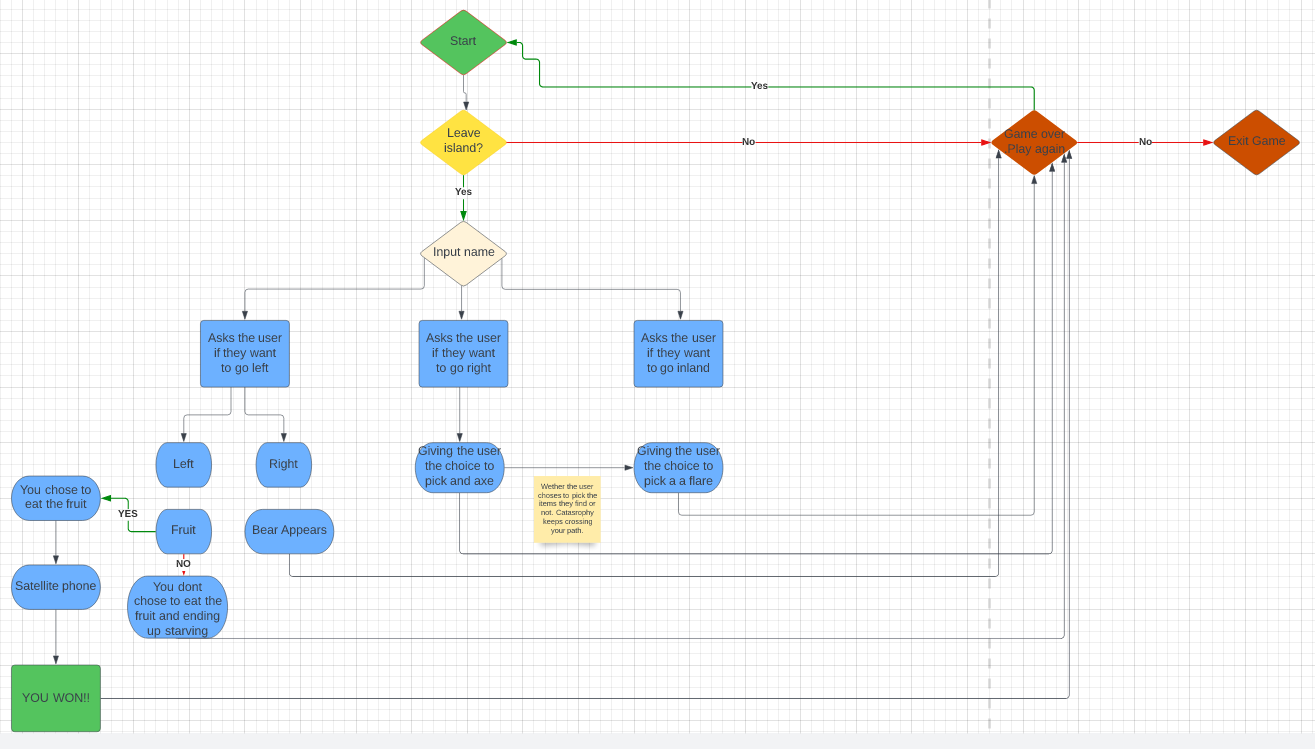 Start
Yes
Leave
island?
No
Game over
Play again
No
Exit Game
Yes
Input name
Asks the user
if they want
to go left
Asks the user
if they want
to go right
Asks the user
if they want
to go inland
Left
Right
Giving the user
the choice to
pick and axe
Giving the user
the choice to
pick a a flare
You chose to
eat the fruit
YES
Fruit
Bear Appears
Wether the user
choses to pick the
items they find or
not. Catasrophy
keeps crossing
your path.
NO
Satellite phone
You dont
chose to eat the
fruit and ending
up starving
YOU WON!!